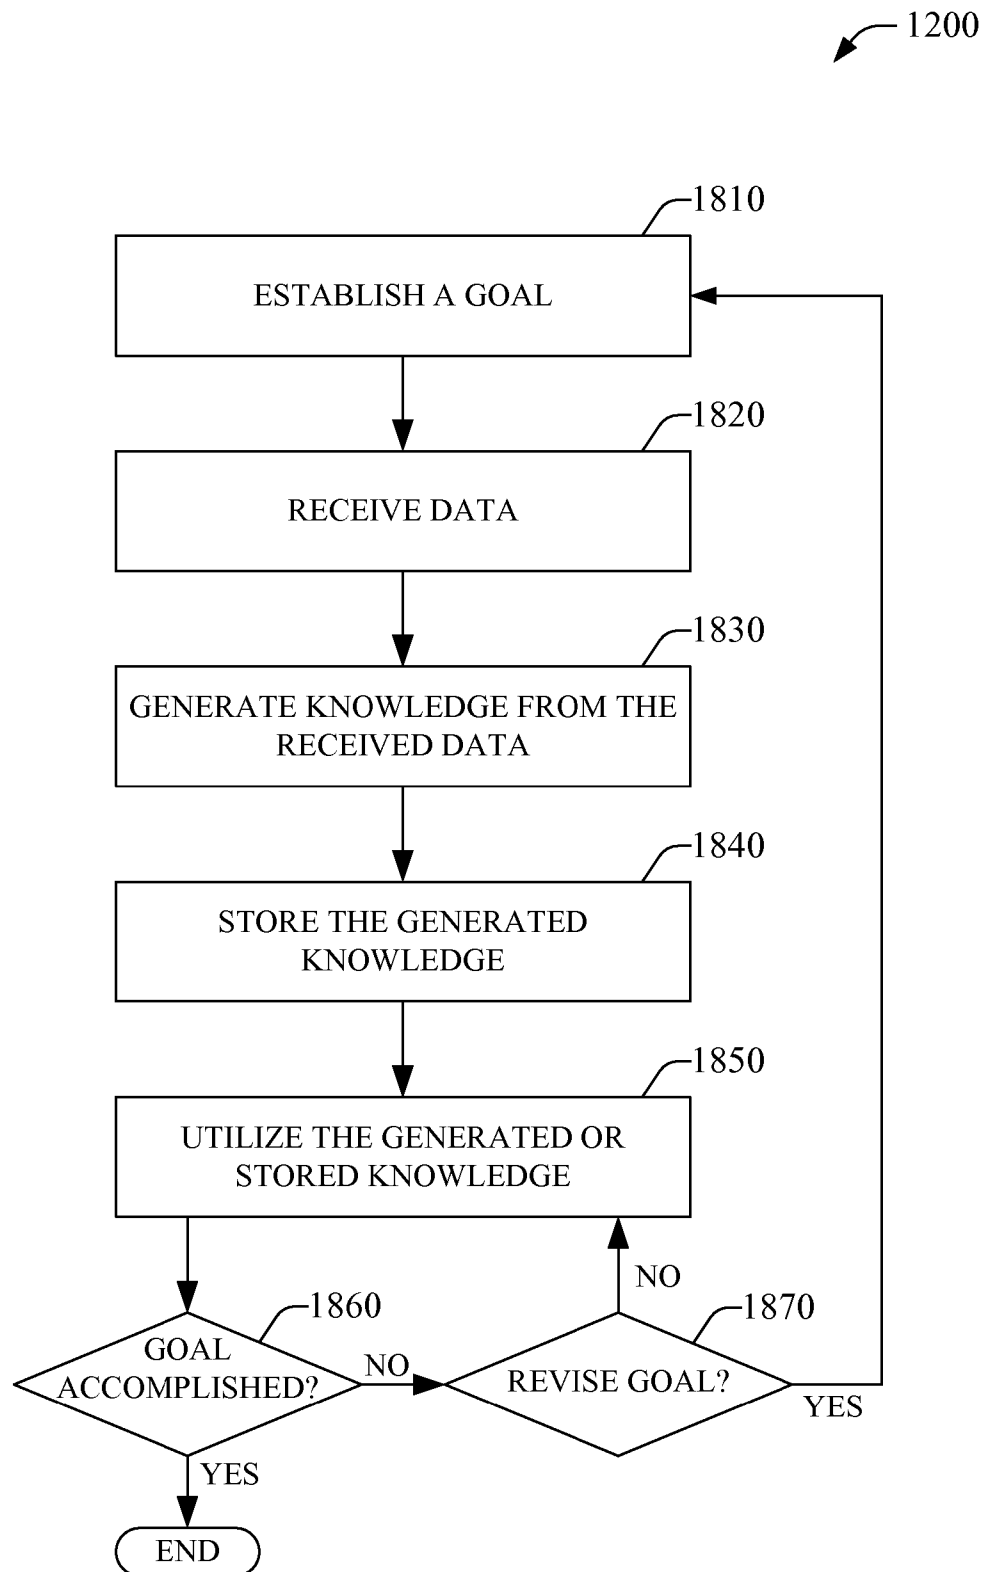 1200
1810
ESTABLISH A GOAL
1820
RECEIVE DATA
1830
GENERATE KNOWLEDGE FROM THE
RECEIVED DATA
1840
STORE THE GENERATED
KNOWLEDGE
1850
UTILIZE THE GENERATED OR
STORED KNOWLEDGE
NO
1860
1870
GOAL
ACCOMPLISHED?
NO
REVISE GOAL?
YES
YES
END